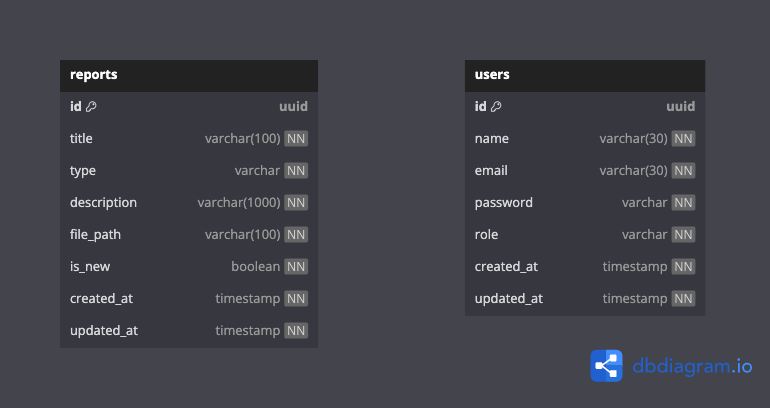 reports
id uuid
title varchar(100) NN
type varchar NN
description varchar(1000) NN
file_path varchar(100) NN
is_new boolean NN
created_at timestamp NN
updated_at timestamp NN
users
id uuid
name varchar(30) NN
email varchar(30) NN
password varchar NN
role varchar NN
created_at timestamp NN
updated_at timestamp NN
dbdiagram.io